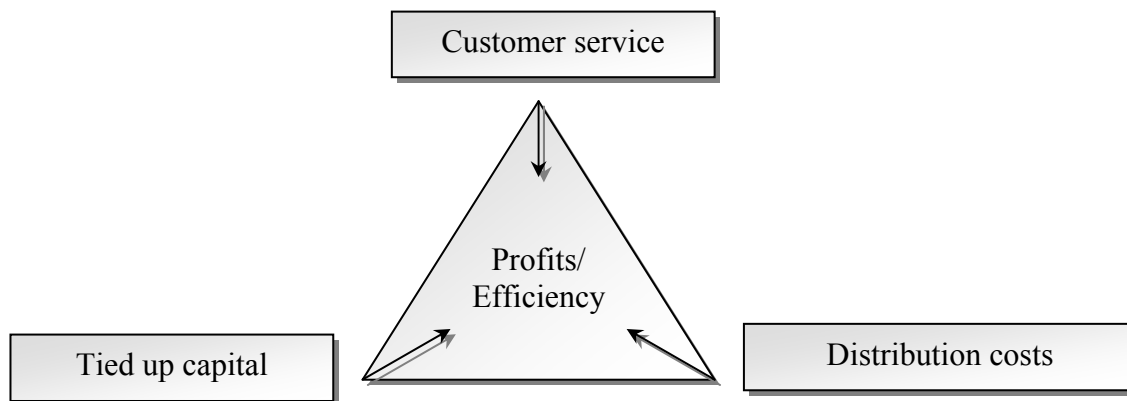 Customer service
Profits/
Efficiency
Tied up capital
Distribution costs